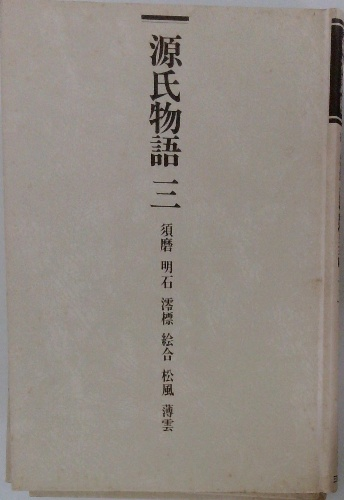 源氏物語 三
須磨 明石 澪標 絵合 松風 薄雲